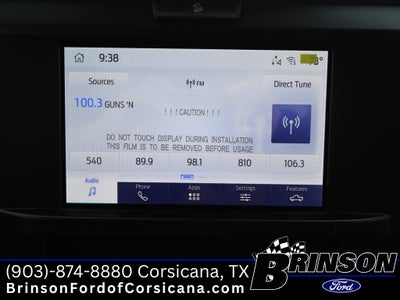 9:38
73°
Sources
FM
Direct Tune
100.3 GUNS 'N
!!!CAUTION!!!
DO NOT TOUCH DISPLAY DURING INSTALLATION
THIS FILM IS TO BE REMOVED BEFORE USAGE
540 89.9 98.1 810 106.3
Audio Phone Apps Settings Features
(903)-874-8880 Corsicana, TX
BrinsonFordofCorsicana.com
BRINSON
Ford